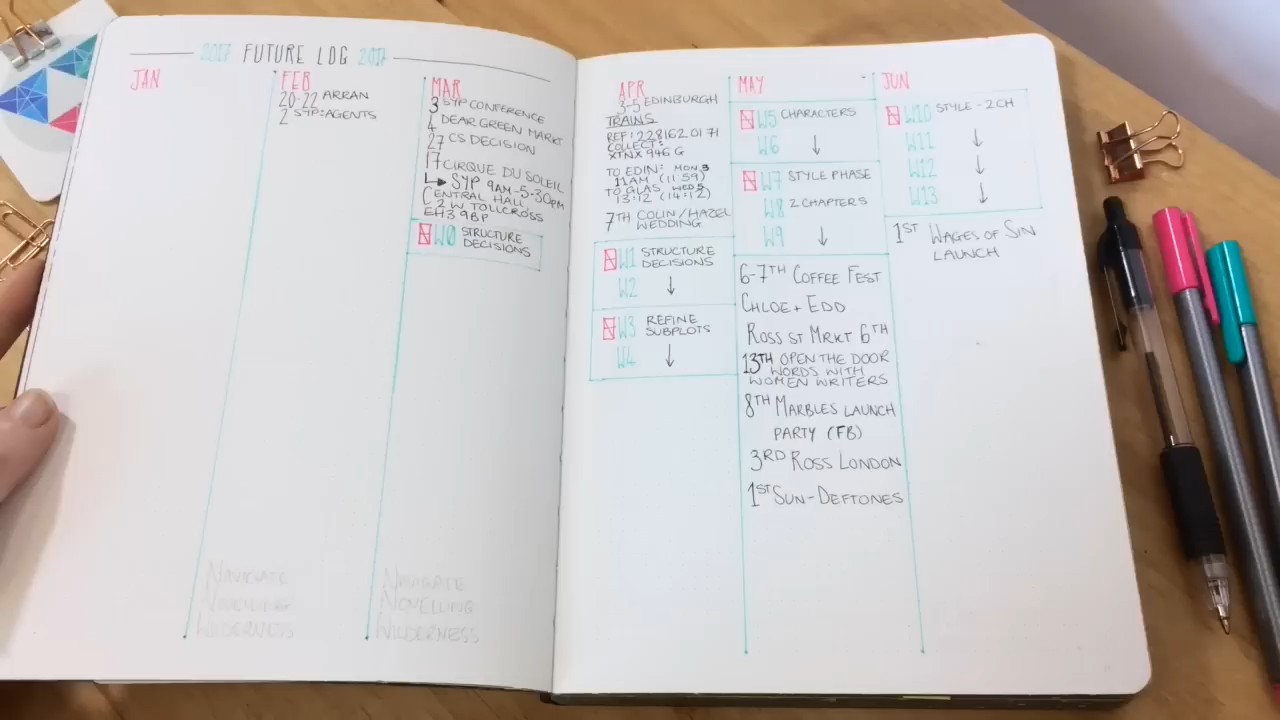 2017 FUTURE LOG 2017
JAN
FEB
20-22 ARRAN
2 SYP: AGENTS
MAR
3 SYP CONFERENCE
4 DEAR GREEN MARKT
27 CS DECISION
17 CIRQUE DU SOLEIL
↳ SYP 9AM-5:30PM
CENTRAL HALL
2 W TOLLCROSS
EH3 9BP
N W0 STRUCTURE
DECISIONS
NAVIGATE
NOVELLING
WILDERNESS
NAVIGATE
NOVELLING
WILDERNESS
APR
3-5 EDINBURGH
TRAINS
REF: 228162 01 71
COLLECT:
XTNX 946 G
TO EDIN: MON 3
11AM (11:59)
TO GLAS: WED 5
13:12 (14:12)
7TH COLIN/HAZEL
WEDDING
N W1 STRUCTURE
DECISIONS
W2 ↓
N W3 REFINE
SUBPLOTS
W4 ↓
MAY
N W5 CHARACTERS
W6 ↓
N W7 STYLE PHASE
W8 2 CHAPTERS
W9 ↓
6-7TH COFFEE FEST
CHLOE + EDD
ROSS ST MRKT 6TH
13TH OPEN THE DOOR
WORDS WITH
WOMEN WRITERS
8TH MARBLES LAUNCH
PARTY (FB)
3RD ROSS LONDON
1ST SUN-DEFTONES
JUN
N W10 STYLE - 2 CH
W11 ↓
W12 ↓
W13 ↓
1ST WAGES OF SIN
LAUNCH